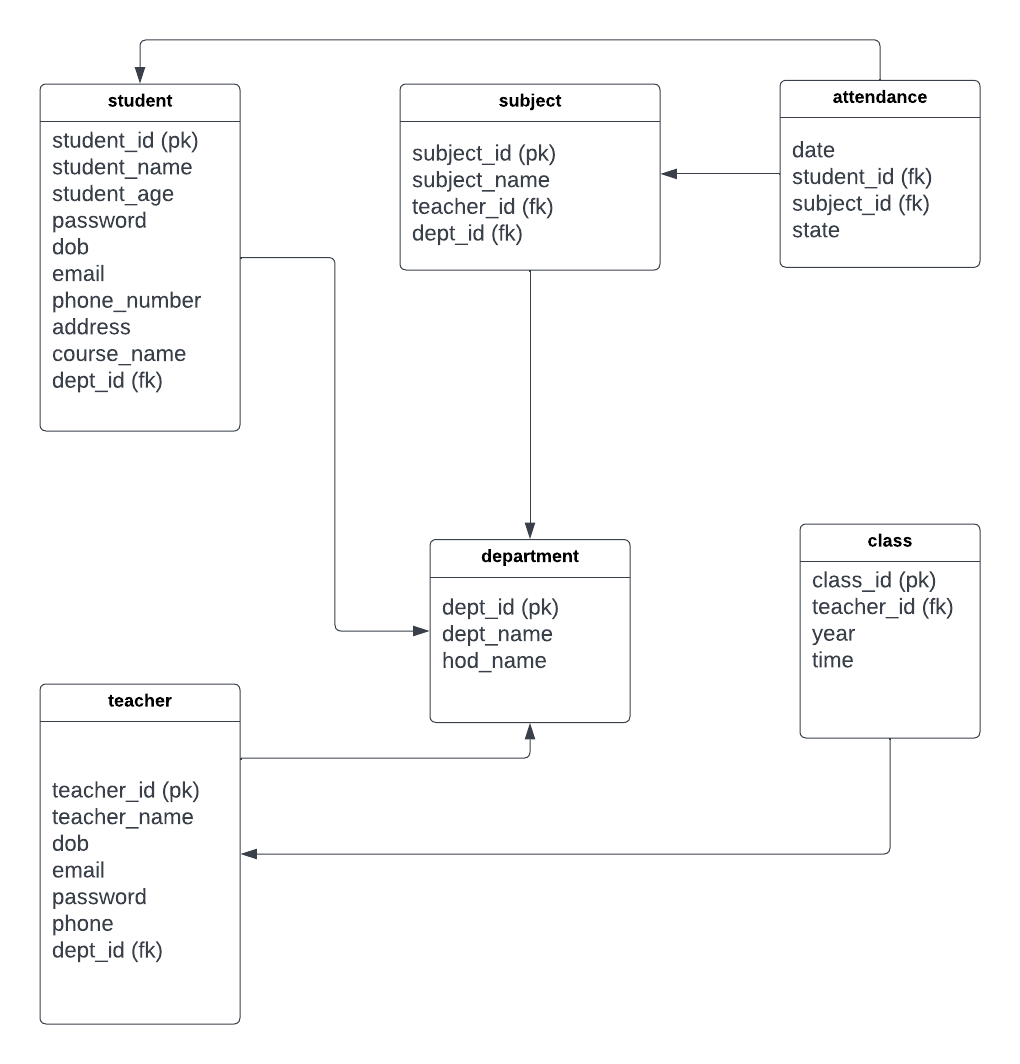 student
student_id (pk)
student_name
student_age
password
dob
email
phone_number
address
course_name
dept_id (fk)
subject
subject_id (pk)
subject_name
teacher_id (fk)
dept_id (fk)
attendance
date
student_id (fk)
subject_id (fk)
state
department
dept_id (pk)
dept_name
hod_name
class
class_id (pk)
teacher_id (fk)
year
time
teacher
teacher_id (pk)
teacher_name
dob
email
password
phone
dept_id (fk)